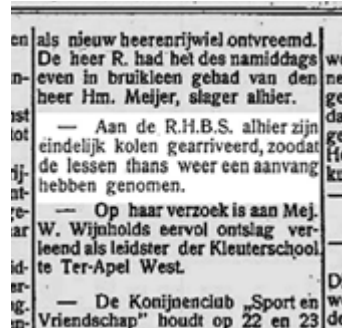 en als nieuw heerenrijwiel ontvreemd.
De heer R. had het des namiddags
n- even in bruikleen gehad van den
heer Hm. Meijer, slager alhier.
— Aan de R.H.B.S. alhier zijn
eindelijk kolen gearriveerd, zoodat
de lessen thans weer een aanvang
hebben genomen.
— Op haar verzoek is aan Mej.
W. Wijnholds eervol ontslag ver-
leend als leidster der Kleuterschool
te Ter-Apel West.
— De Konijnenclub „Sport en
Vriendschap” houdt op 22 en 23